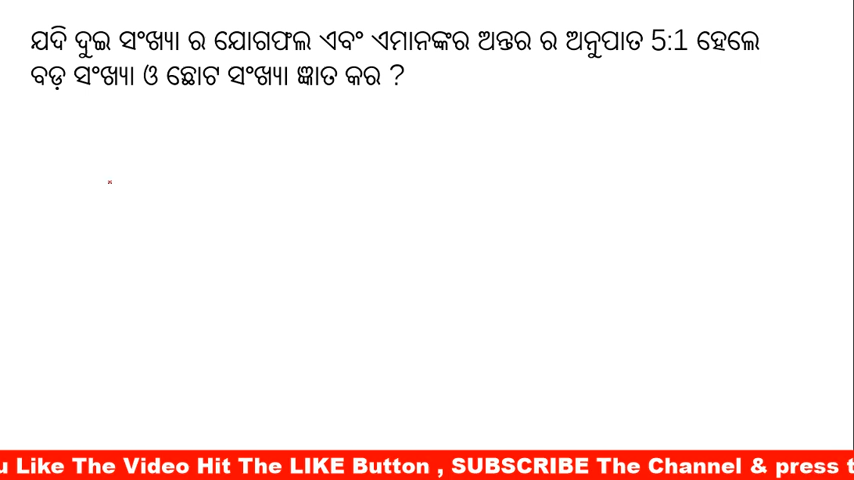 ଯଦି ଦୁଇ ସଂଖ୍ୟା ର ଯୋଗଫଲ ଏବଂ ଏମାନଙ୍କର ଅନ୍ତର ର ଅନୁପାତ 5:1 ହେଲେ
ବଡ଼ ସଂଖ୍ୟା ଓ ଛୋଟ ସଂଖ୍ୟା ଜ୍ଞାତ କର ?
u Like The Video Hit The LIKE Button , SUBSCRIBE The Channel & press t